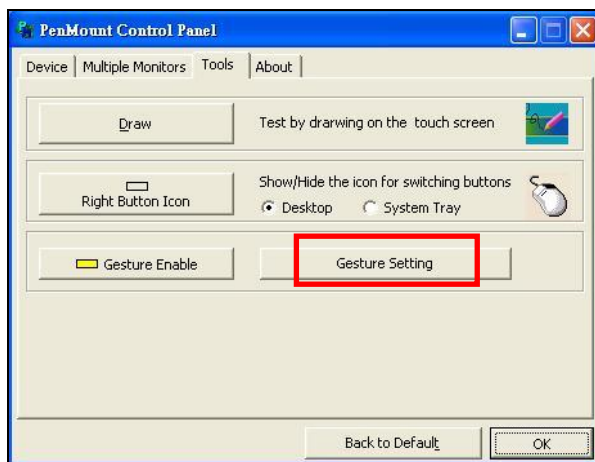 PenMount Control Panel
Device Multiple Monitors Tools About
Draw Test by drarwing on the touch screen
Show/Hide the icon for switching buttons
Right Button Icon Desktop System Tray
Gesture Enable Gesture Setting
Back to Default OK